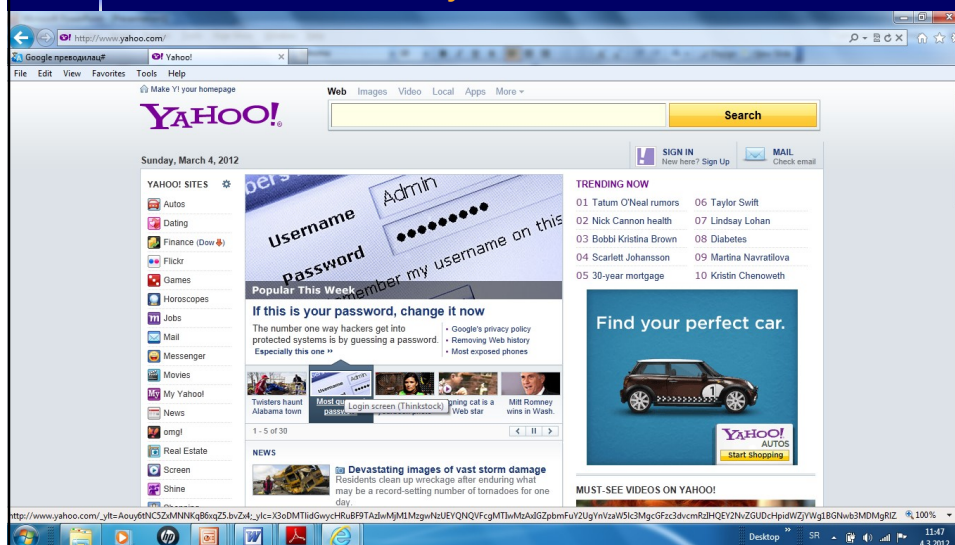 http://www.yahoo.com/
Google преводилац#
Yahoo!
File Edit View Favorites Tools Help
Make Y! your homepage
Web Images Video Local Apps More
YAHOO!
Search
Sunday, March 4, 2012
SIGN IN
New here? Sign Up
MAIL
Check email
YAHOO! SITES
Autos
Dating
Finance (Dow)
Flickr
Games
Horoscopes
Jobs
Mail
Messenger
Movies
My Yahoo!
News
omg!
Real Estate
Screen
Shine
Admin
Username
Password
my username on this
Popular This Week
If this is your password, change it now
The number one way hackers get into
protected systems is by guessing a password.
Especially this one »
• Google's privacy policy
• Removing Web history
• Most exposed phones
Twisters haunt
Alabama town
Login screen (Thinkstock)
cat is a
Web star
Mitt Romney
wins in Wash.
1 - 5 of 30
NEWS
Devastating images of vast storm damage
Residents clean up wreckage after enduring what
may be a record-setting number of tornadoes for one
day.
TRENDING NOW
01 Tatum O'Neal rumors
02 Nick Cannon health
03 Bobbi Kristina Brown
04 Scarlett Johansson
05 30-year mortgage
06 Taylor Swift
07 Lindsay Lohan
08 Diabetes
09 Martina Navratilova
10 Kristin Chenoweth
Find your perfect car.
1
YAHOO!
AUTOS
Start Shopping
MUST-SEE VIDEOS ON YAHOO!
100%
Desktop
SR
11:47
4.3.2012